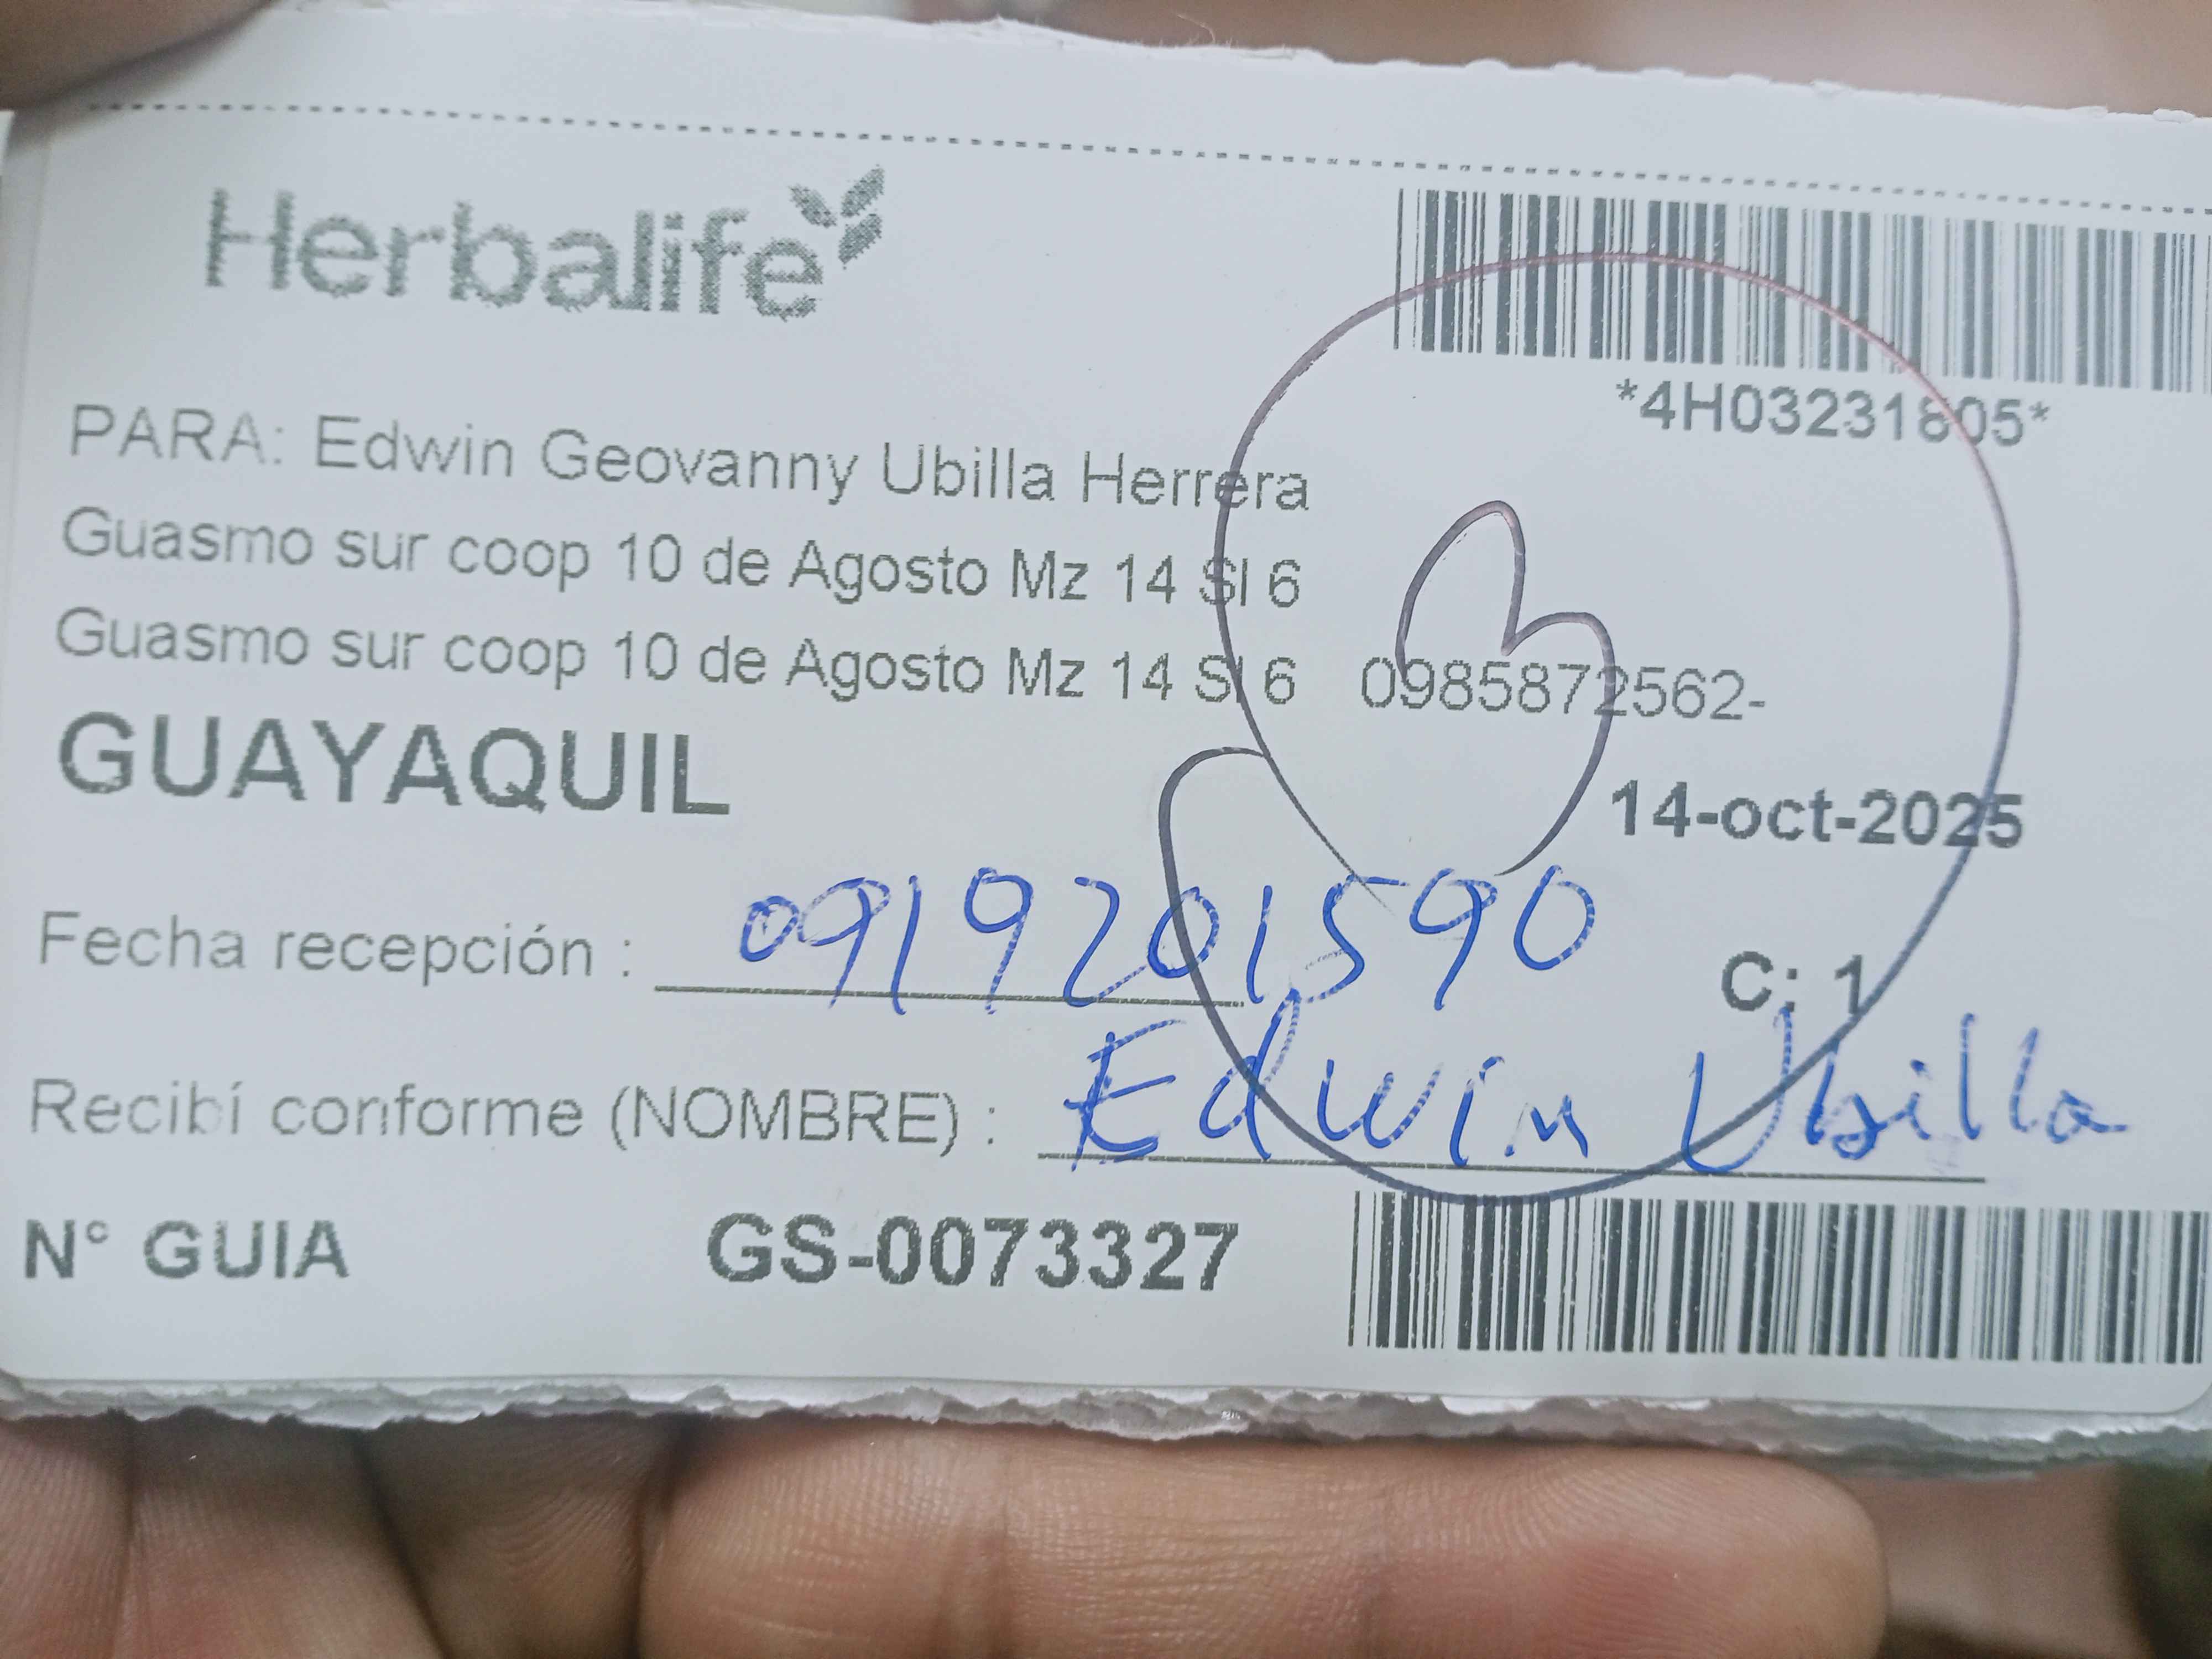 Herbalife
*4H03231805*
PARA: Edwin Geovanny Ubilla Herrera
Guasmo sur coop 10 de Agosto Mz 14 Sl 6
Guasmo sur coop 10 de Agosto Mz 14 Sl 6 0985872562-
GUAYAQUIL
14-oct-2025
Fecha recepción : 0919201590
C: 1
Recibí conforme (NOMBRE) : Edwin Ubilla
N° GUIA GS-0073327